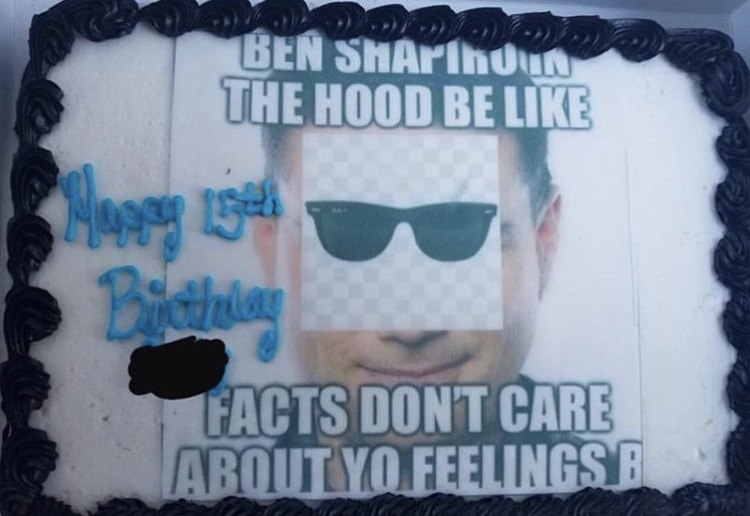 BEN SHAPIRO IN
THE HOOD BE LIKE
Happy 15th
Birthday
FACTS DON'T CARE
ABOUT YO FEELINGS B